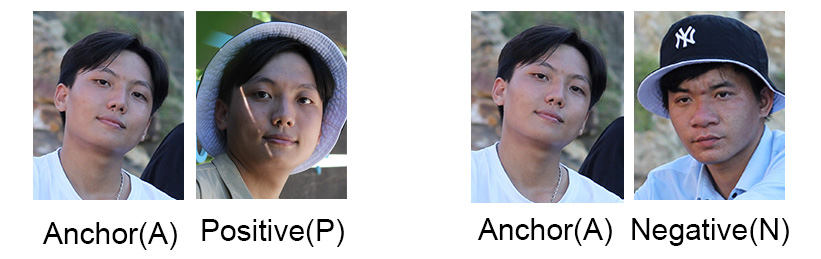 NY
Anchor(A) Positive(P) Anchor(A) Negative(N)